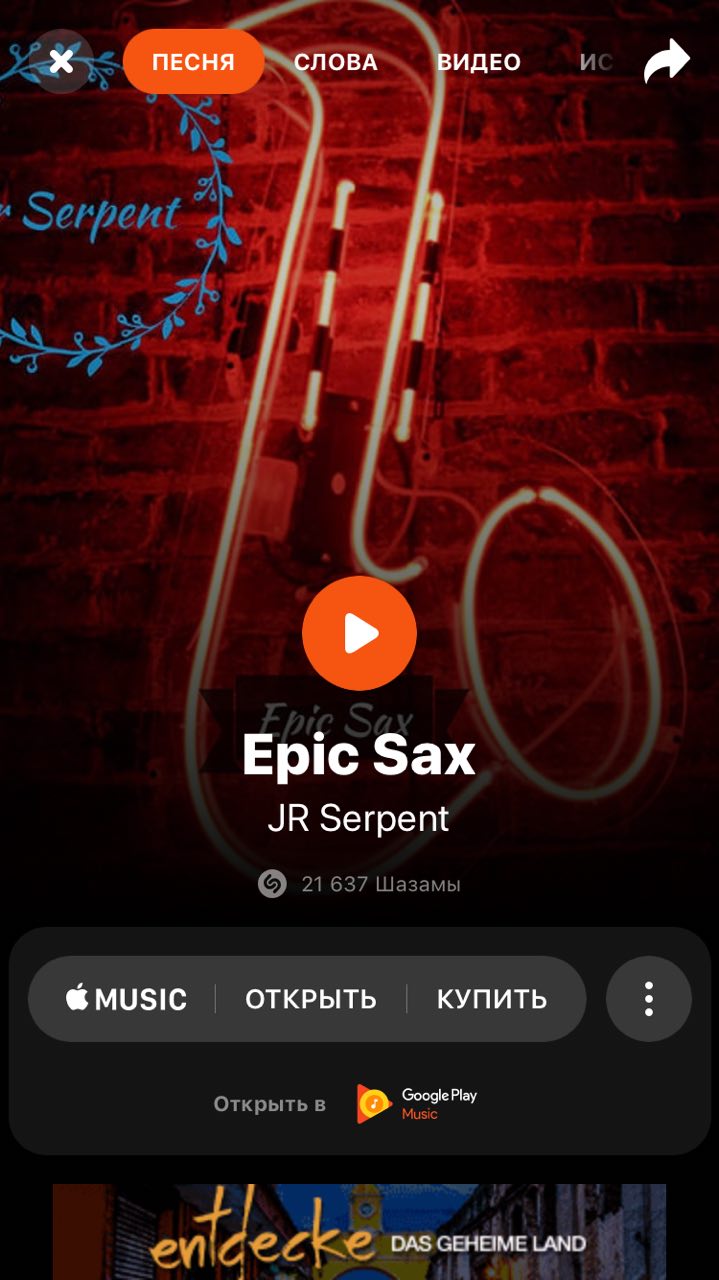 ПЕСНЯ СЛОВА ВИДЕО ИС
r Serpent
Epic Sax
Epic Sax
JR Serpent
21 637 Шазамы
MUSIC ОТКРЫТЬ КУПИТЬ
Открыть в Google Play
Music
entdecke DAS GEHEIME LAND